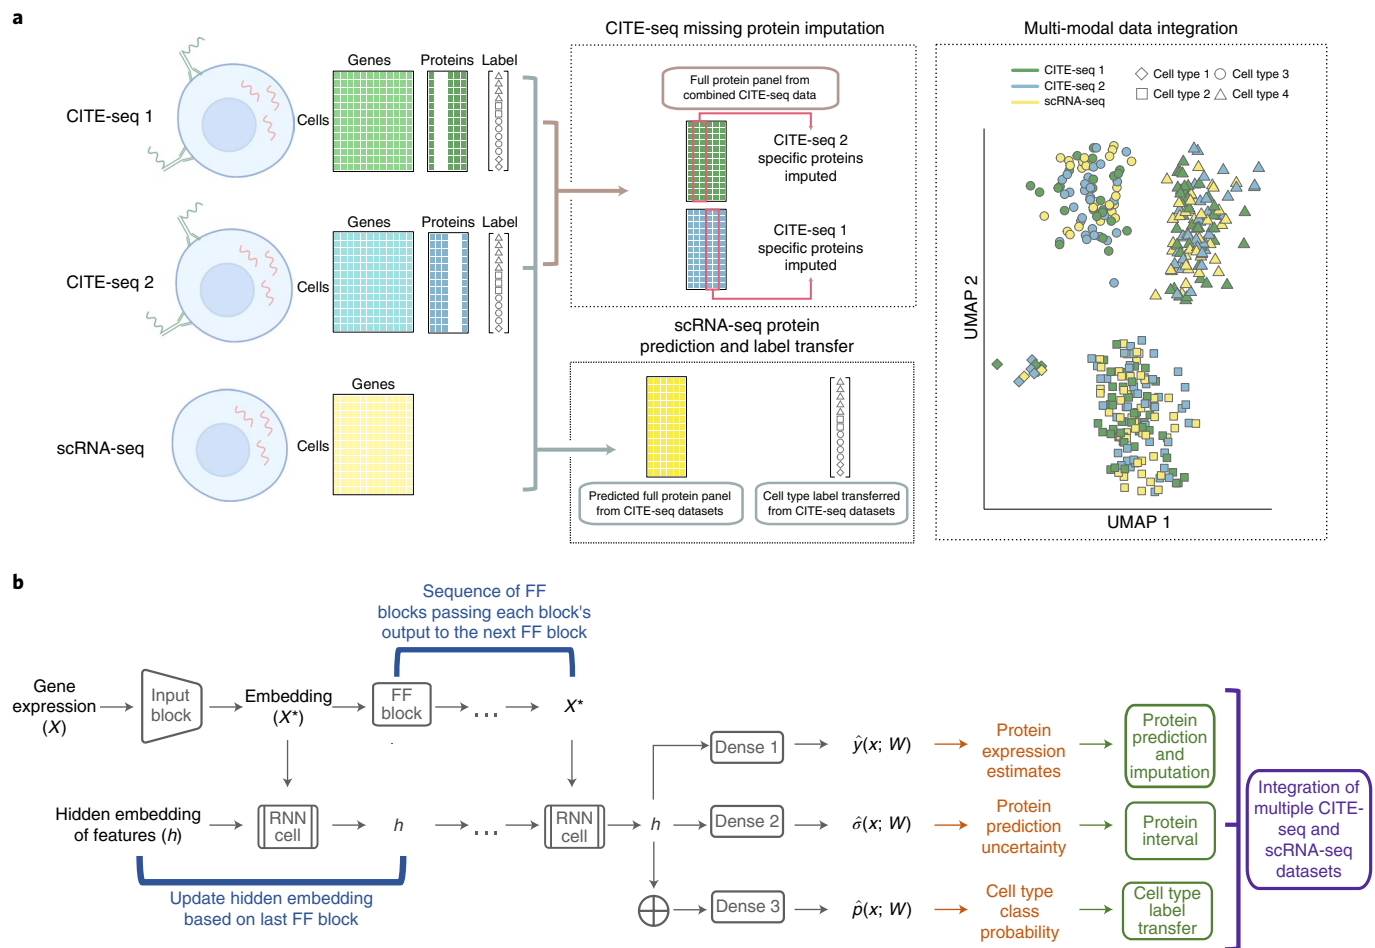 a
CITE-seq missing protein imputation
Multi-modal data integration
Genes
Proteins
Label
CITE-seq 1
Cells
Full protein panel from
combined CITE-seq data
CITE-seq 2
specific proteins
imputed
CITE-seq 1
CITE-seq 2
scRNA-seq
Cell type 1
Cell type 3
Cell type 2
Cell type 4
Genes
Proteins
Label
CITE-seq 2
Cells
CITE-seq 1
specific proteins
imputed
UMAP 2
UMAP 1
scRNA-seq protein
prediction and label transfer
Genes
scRNA-seq
Cells
Predicted full protein panel
from CITE-seq datasets
Cell type label transferred
from CITE-seq datasets
b
Sequence of FF
blocks passing each block's
output to the next FF block
Gene
expression
(X)
Input
block
Embedding
(X*)
FF
block
...
X*
Hidden embedding
of features (h)
RNN
cell
h
...
RNN
cell
h
Update hidden embedding
based on last FF block
Dense 1
ŷ(x; W)
Protein
expression
estimates
Protein
prediction
and
imputation
Dense 2
σ̂(x; W)
Protein
prediction
uncertainty
Protein
interval
Dense 3
p̂(x; W)
Cell type
class
probability
Cell type
label
transfer
Integration of
multiple CITE-
seq and
scRNA-seq
datasets